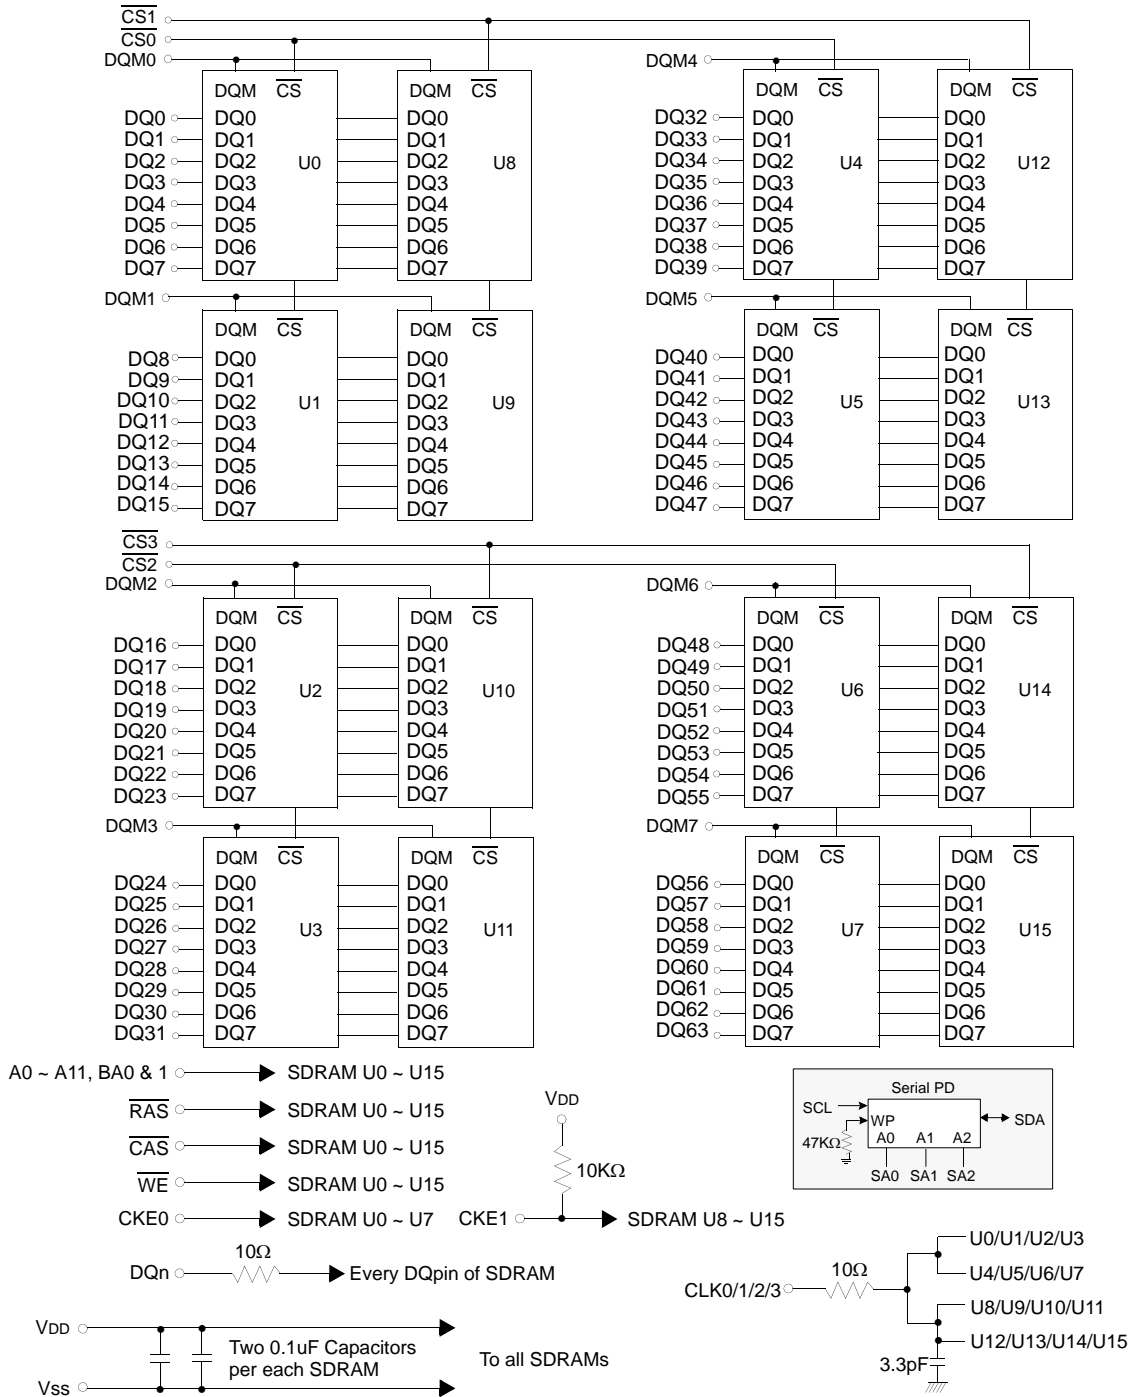 CS1
CS0
DQM0
DQM4
DQM CS DQM CS DQM CS DQM CS
DQ0 DQ0 DQ0 DQ32 DQ0 DQ0
DQ1 DQ1 DQ1 DQ33 DQ1 DQ1
DQ2 DQ2 U0 DQ2 U8 DQ34 DQ2 U4 DQ2 U12
DQ3 DQ3 DQ3 DQ35 DQ3 DQ3
DQ4 DQ4 DQ4 DQ36 DQ4 DQ4
DQ5 DQ5 DQ5 DQ37 DQ5 DQ5
DQ6 DQ6 DQ6 DQ38 DQ6 DQ6
DQ7 DQ7 DQ7 DQ39 DQ7 DQ7
DQM1 DQM5
DQM CS DQM CS DQM CS DQM CS
DQ8 DQ0 DQ0 DQ40 DQ0 DQ0
DQ9 DQ1 DQ1 DQ41 DQ1 DQ1
DQ10 DQ2 U1 DQ2 U9 DQ42 DQ2 U5 DQ2 U13
DQ11 DQ3 DQ3 DQ43 DQ3 DQ3
DQ12 DQ4 DQ4 DQ44 DQ4 DQ4
DQ13 DQ5 DQ5 DQ45 DQ5 DQ5
DQ14 DQ6 DQ6 DQ46 DQ6 DQ6
DQ15 DQ7 DQ7 DQ47 DQ7 DQ7
CS3
CS2
DQM2 DQM6
DQM CS DQM CS DQM CS DQM CS
DQ16 DQ0 DQ0 DQ48 DQ0 DQ0
DQ17 DQ1 DQ1 DQ49 DQ1 DQ1
DQ18 DQ2 U2 DQ2 U10 DQ50 DQ2 U6 DQ2 U14
DQ19 DQ3 DQ3 DQ51 DQ3 DQ3
DQ20 DQ4 DQ4 DQ52 DQ4 DQ4
DQ21 DQ5 DQ5 DQ53 DQ5 DQ5
DQ22 DQ6 DQ6 DQ54 DQ6 DQ6
DQ23 DQ7 DQ7 DQ55 DQ7 DQ7
DQM3 DQM7
DQM CS DQM CS DQM CS DQM CS
DQ24 DQ0 DQ0 DQ56 DQ0 DQ0
DQ25 DQ1 DQ1 DQ57 DQ1 DQ1
DQ26 DQ2 U3 DQ2 U11 DQ58 DQ2 U7 DQ2 U15
DQ27 DQ3 DQ3 DQ59 DQ3 DQ3
DQ28 DQ4 DQ4 DQ60 DQ4 DQ4
DQ29 DQ5 DQ5 DQ61 DQ5 DQ5
DQ30 DQ6 DQ6 DQ62 DQ6 DQ6
DQ31 DQ7 DQ7 DQ63 DQ7 DQ7
A0 ~ A11, BA0 & 1 SDRAM U0 ~ U15
RAS SDRAM U0 ~ U15
CAS SDRAM U0 ~ U15
WE SDRAM U0 ~ U15
CKE0 SDRAM U0 ~ U7
VDD
10KΩ
CKE1 SDRAM U8 ~ U15
Serial PD
SCL
WP
SDA
47KΩ
A0 A1 A2
SA0 SA1 SA2
10Ω
DQn Every DQpin of SDRAM
U0/U1/U2/U3
10Ω
U4/U5/U6/U7
CLK0/1/2/3
U8/U9/U10/U11
U12/U13/U14/U15
3.3pF
VDD
Two 0.1uF Capacitors
per each SDRAM
To all SDRAMs
Vss